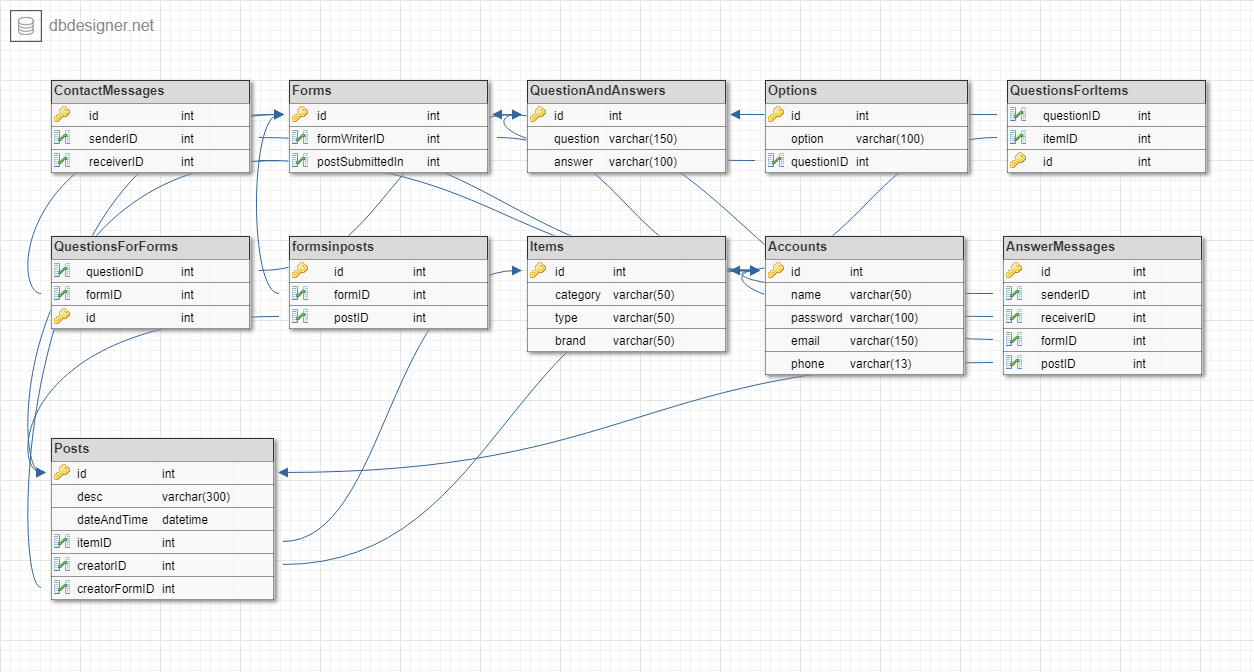 dbdesigner.net
ContactMessages
id int
senderID int
receiverID int
Forms
id int
formWriterID int
postSubmittedIn int
QuestionAndAnswers
id int
question varchar(150)
answer varchar(100)
Options
id int
option varchar(100)
questionID int
QuestionsForItems
questionID int
itemID int
id int
QuestionsForForms
questionID int
formID int
id int
formsinposts
id int
formID int
postID int
Items
id int
category varchar(50)
type varchar(50)
brand varchar(50)
Accounts
id int
name varchar(50)
password varchar(100)
email varchar(150)
phone varchar(13)
AnswerMessages
id int
senderID int
receiverID int
formID int
postID int
Posts
id int
desc varchar(300)
dateAndTime datetime
itemID int
creatorID int
creatorFormID int